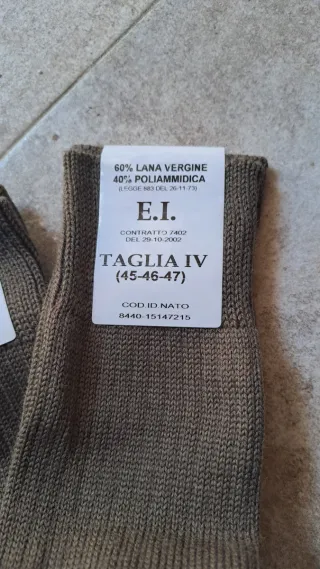 60% LANA VERGINE
40% POLIAMMIDICA
(LEGGE 883 DEL 26-11-73)
E.I.
CONTRATTO 7402
DEL 29-10-2002
TAGLIA IV
(45-46-47)
COD.ID.NATO
8440-15147215